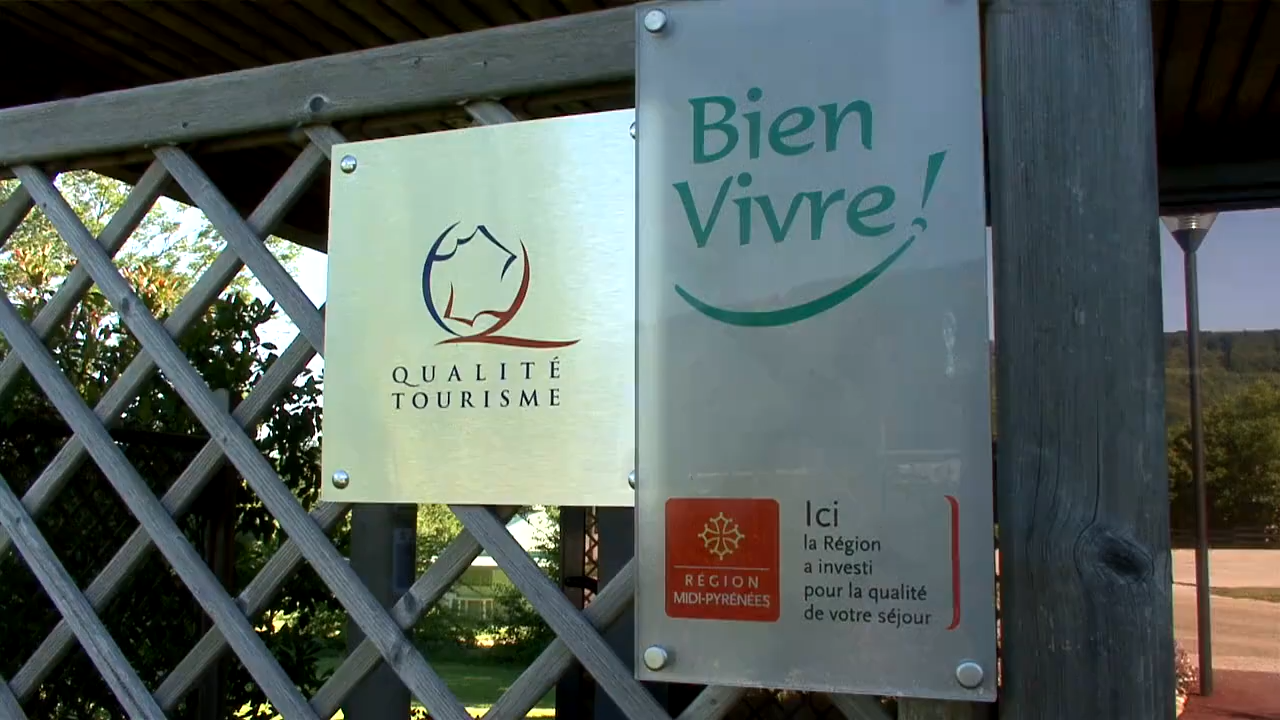 QUALITÉ
TOURISME
Bien
Vivre!
RÉGION
MIDI-PYRÉNÉES
Ici
la Région
a investi
pour la qualité
de votre séjour